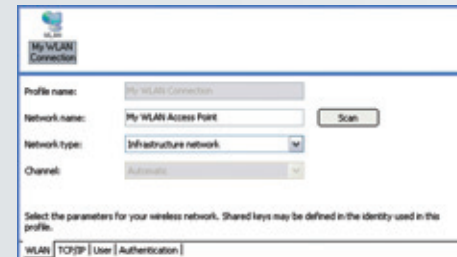 WLAN
My WLAN
Connection
Profile name: My WLAN Connection
Network name: My WLAN Access Point Scan
Network type: Infrastructure network
Channel: Automatic
Select the parameters for your wireless network. Shared keys may be defined in the identity used in this
profile.
WLAN TCP/IP User Authentication